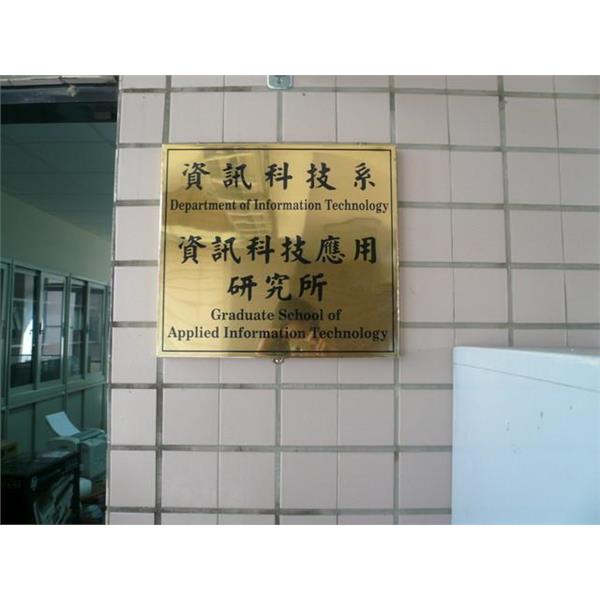 資訊科技系
Department of Information Technology
資訊科技應用
研究所
Graduate School of
Applied Information Technology